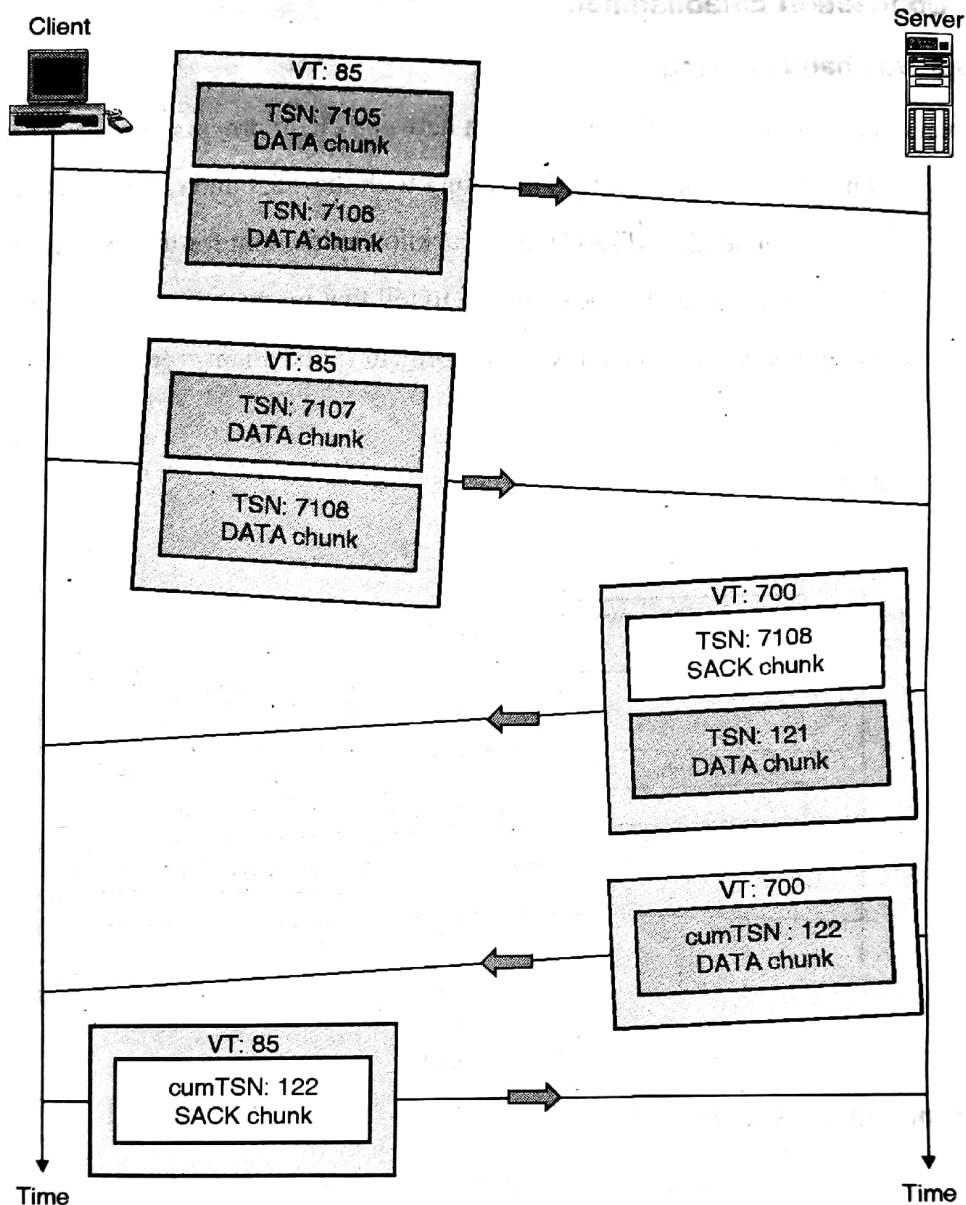 Client
Server
VT: 85
TSN: 7105
DATA chunk
TSN: 7106
DATA chunk
VT: 85
TSN: 7107
DATA chunk
TSN: 7108
DATA chunk
VT: 700
TSN: 7108
SACK chunk
TSN: 121
DATA chunk
VT: 700
cumTSN : 122
DATA chunk
VT: 85
cumTSN: 122
SACK chunk
Time
Time